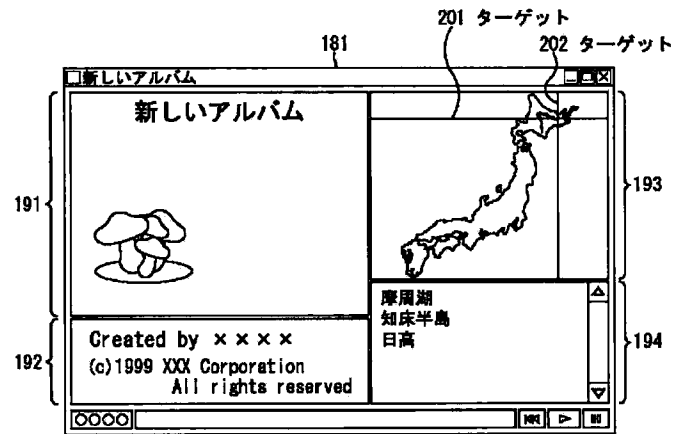 201 ターゲット
181
202 ターゲット
新しいアルバム
新しいアルバム
191
193
摩周湖
知床半島
日高
194
192
Created by ××××
(c)1999 XXX Corporation
All rights reserved